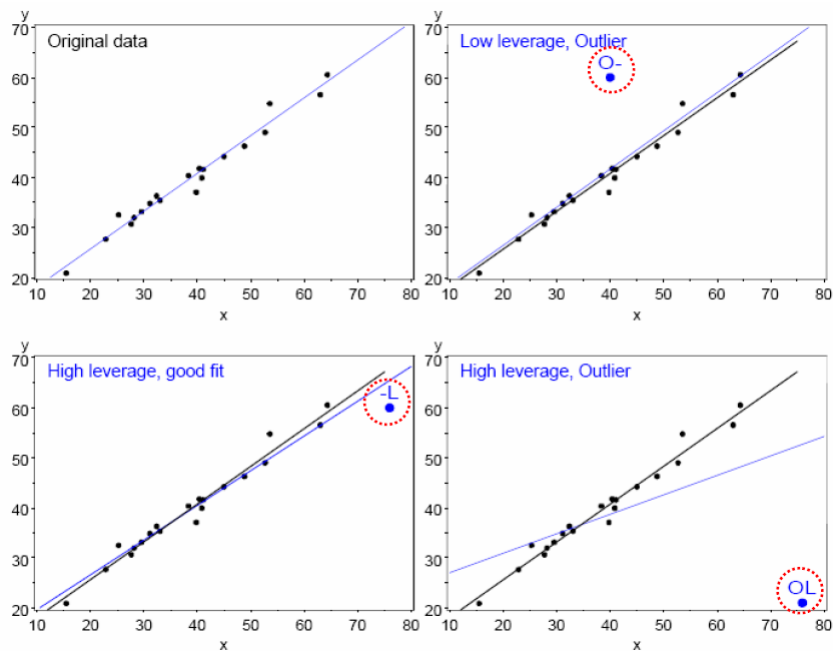 y
Original data
70
60
50
40
30
20
10 20 30 40 50 60 70 80
x
y
Low leverage, Outlier
O-
70
60
50
40
30
20
10 20 30 40 50 60 70 80
x
y
High leverage, good fit
-L
70
60
50
40
30
20
10 20 30 40 50 60 70 80
x
y
High leverage, Outlier
OL
70
60
50
40
30
20
10 20 30 40 50 60 70 80
x